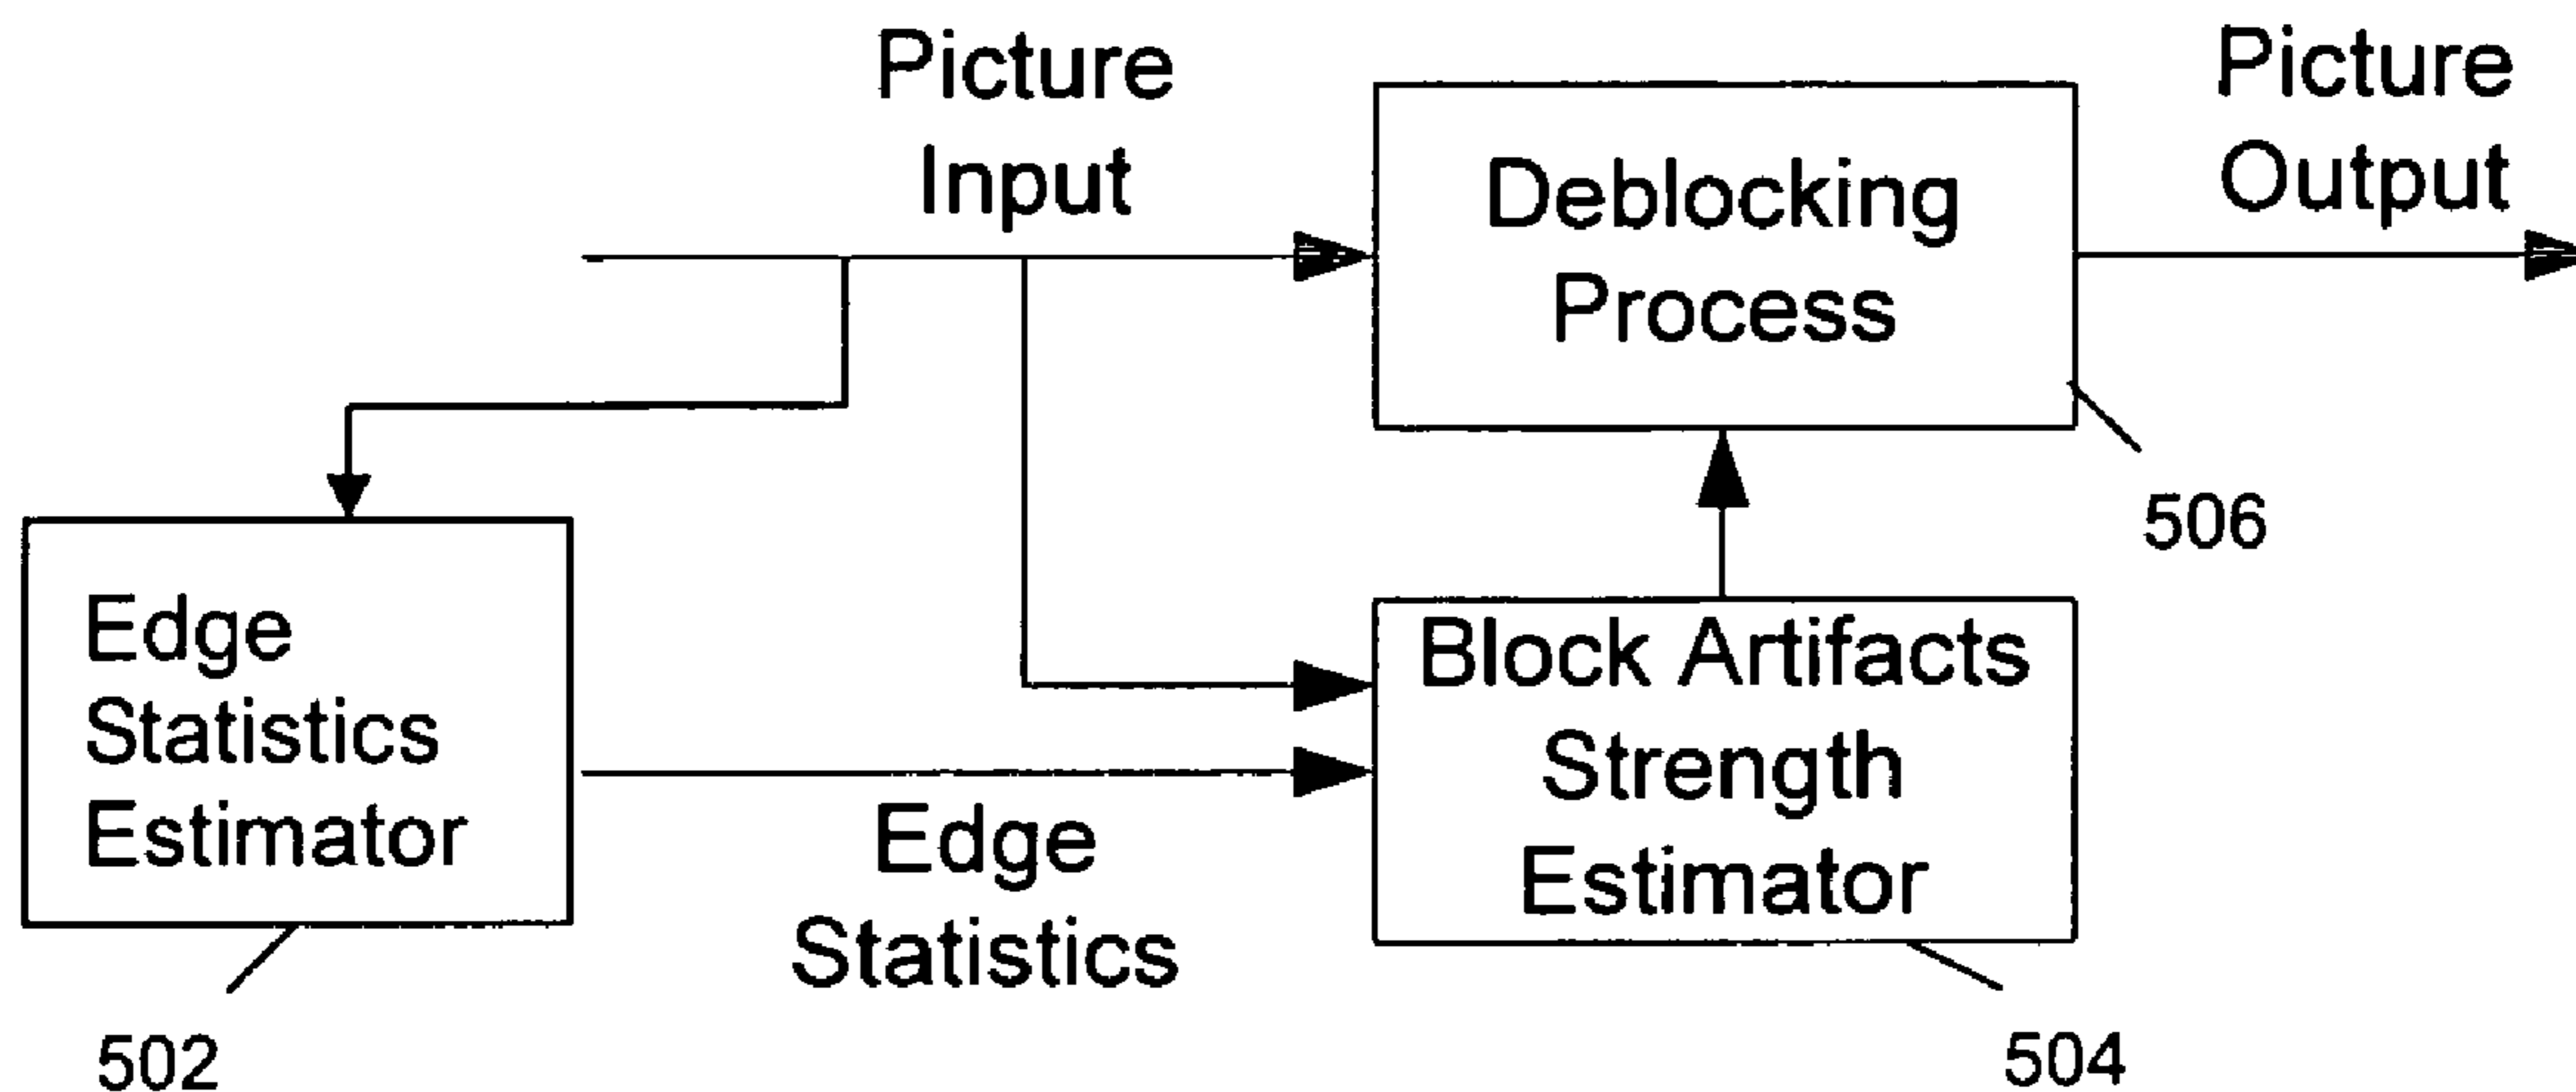 Picture
Input
Picture
Output
Deblocking
Process
506
Edge
Statistics
Estimator
502
Edge
Statistics
Block Artifacts
Strength
Estimator
504